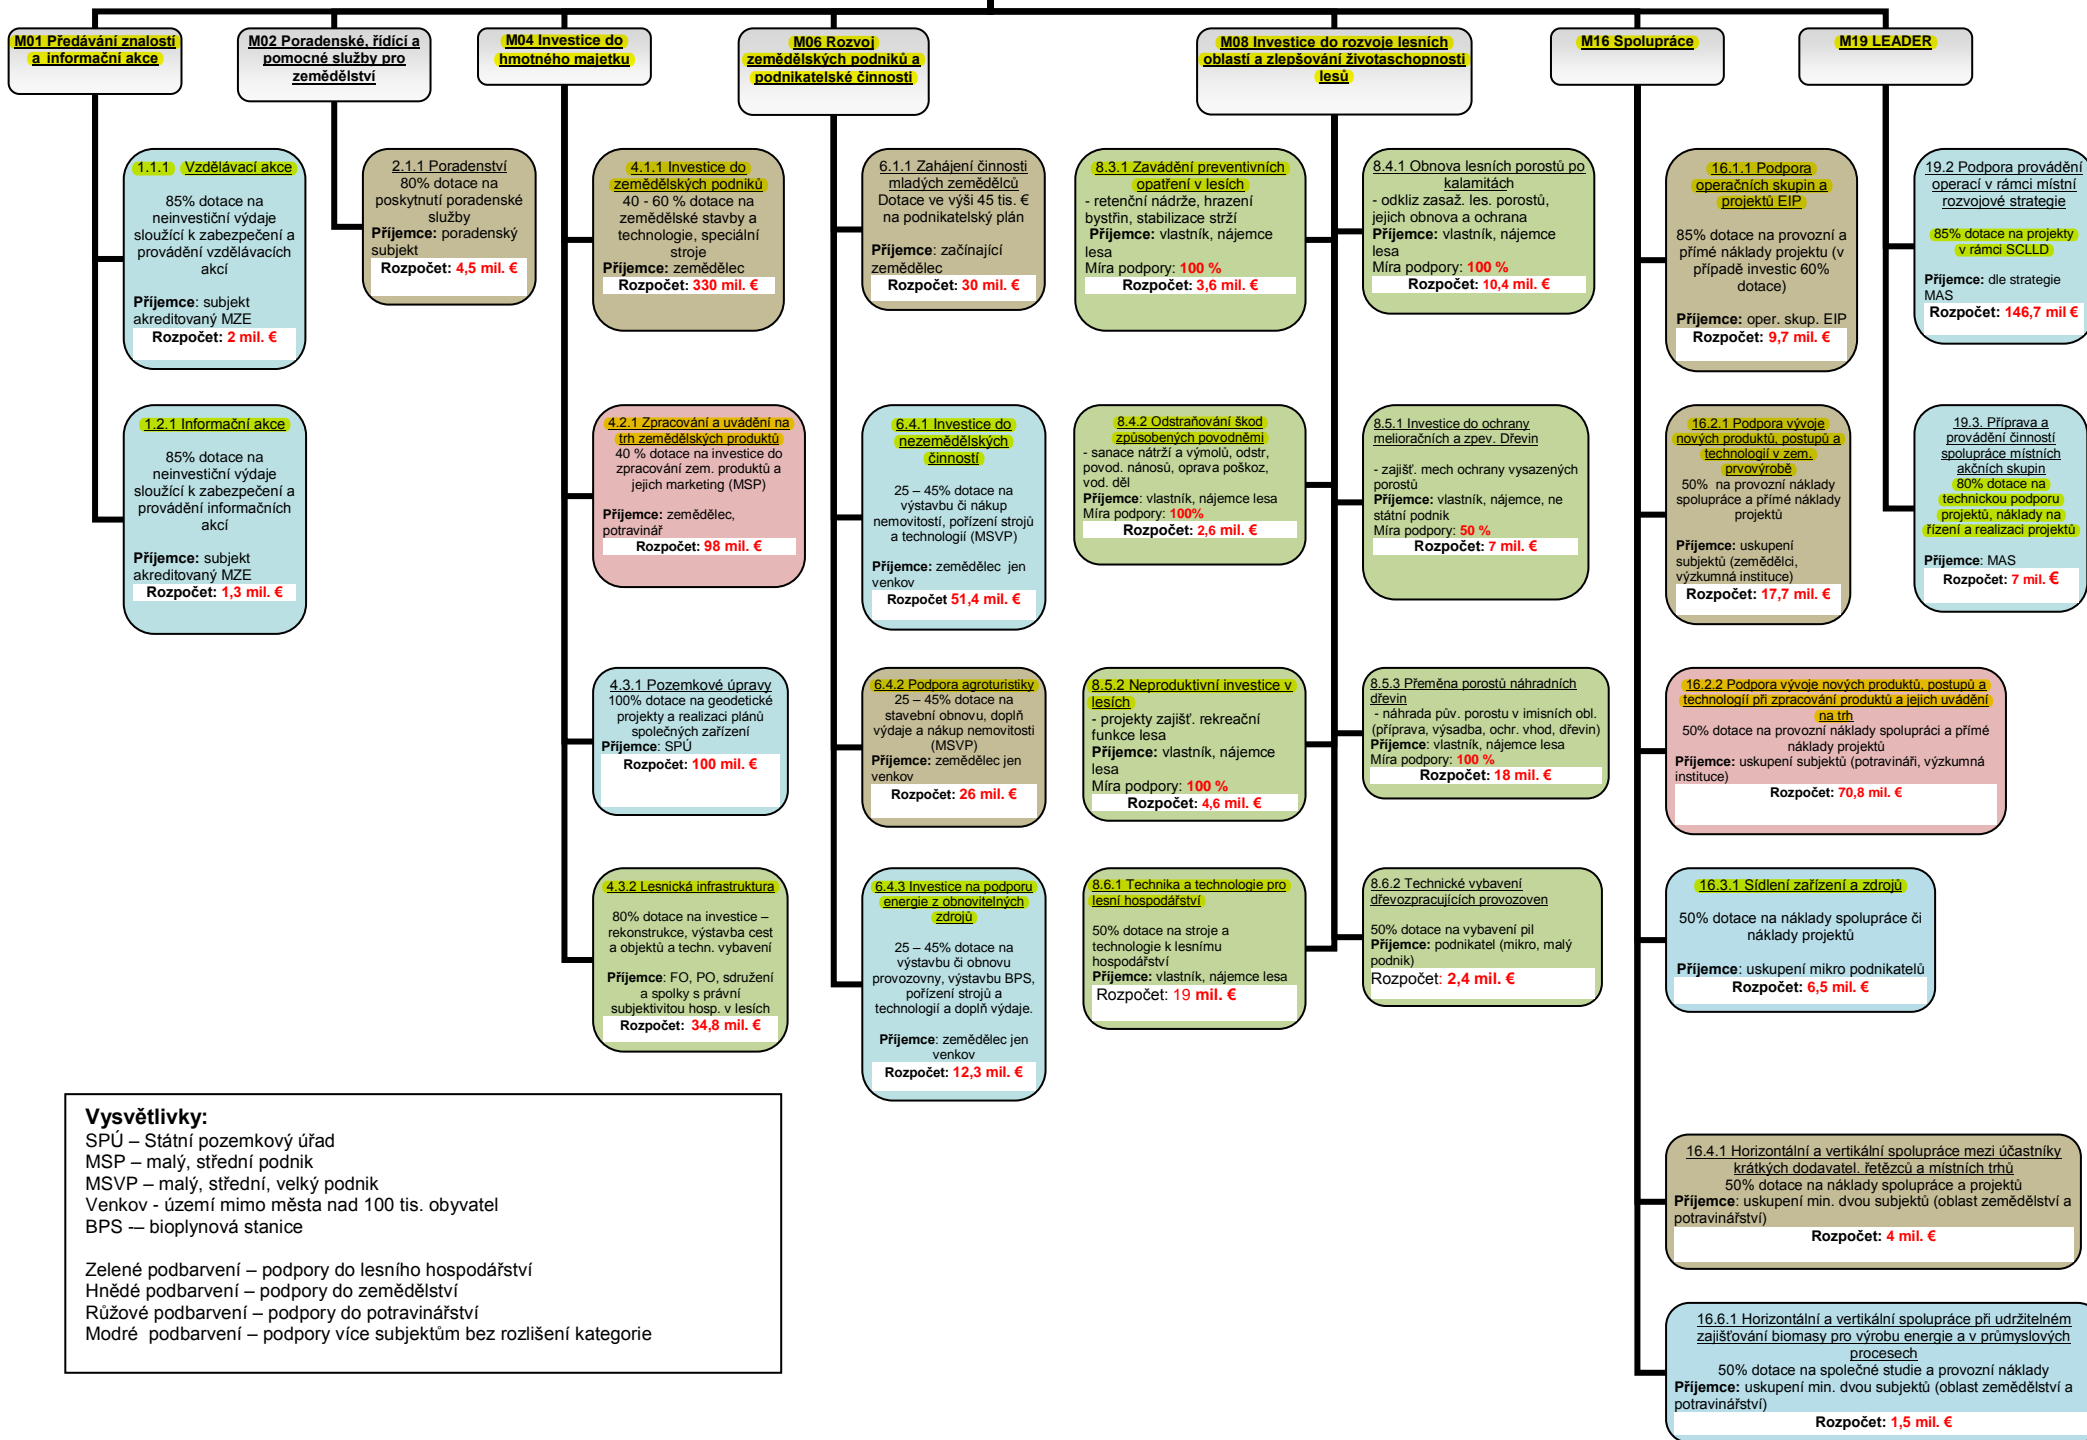 M01 Předávání znalostí
a informační akce
M02 Poradenské, řídící a
pomocné služby pro
zemědělství
M04 Investice do
hmotného majetku
M06 Rozvoj
zemědělských podniků a
podnikatelské činnosti
M08 Investice do rozvoje lesních
oblastí a zlepšování životaschopnosti
lesů
M16 Spolupráce
M19 LEADER
1.1.1 Vzdělávací akce
85% dotace na
neinvestiční výdaje
sloužící k zabezpečení a
provádění vzdělávacích
akcí
Příjemce: subjekt
akreditovaný MZE
Rozpočet: 2 mil. €
1.2.1 Informační akce
85% dotace na
neinvestiční výdaje
sloužící k zabezpečení a
provádění informačních
akcí
Příjemce: subjekt
akreditovaný MZE
Rozpočet: 1,3 mil. €
2.1.1 Poradenství
80% dotace na
poskytnutí poradenské
služby
Příjemce: poradenský
subjekt
Rozpočet: 4,5 mil. €
4.1.1 Investice do
zemědělských podniků
40 - 60 % dotace na
zemědělské stavby a
technologie, speciální
stroje
Příjemce: zemědělec
Rozpočet: 330 mil. €
4.2.1 Zpracování a uvádění na
trh zemědělských produktů
40 % dotace na investice do
zpracování zem. produktů a
jejich marketing (MSP)
Příjemce: zemědělec,
potravinář
Rozpočet: 98 mil. €
4.3.1 Pozemkové úpravy
100% dotace na geodetické
projekty a realizaci plánů
společných zařízení
Příjemce: SPÚ
Rozpočet: 100 mil. €
4.3.2 Lesnická infrastruktura
80% dotace na investice –
rekonstrukce, výstavba cest
a objektů a techn. vybavení
Příjemce: FO, PO, sdružení
a spolky s právní
subjektivitou hosp. v lesích
Rozpočet: 34,8 mil. €
6.1.1 Zahájení činnosti
mladých zemědělců
Dotace ve výši 45 tis. €
na podnikatelský plán
Příjemce: začínající
zemědělec
Rozpočet: 30 mil. €
6.4.1 Investice do
nezemědělských
činností
25 – 45% dotace na
výstavbu či nákup
nemovitostí, pořízení strojů
a technologií (MSVP)
Příjemce: zemědělec  jen
venkov
Rozpočet 51,4 mil. €
6.4.2 Podpora agroturistiky
25 – 45% dotace na
stavební obnovu, doplň
výdaje a nákup nemovitosti
(MSVP)
Příjemce: zemědělec jen
venkov
Rozpočet: 26 mil. €
6.4.3 Investice na podporu
energie z obnovitelných
zdrojů
25 – 45% dotace na
výstavbu či obnovu
provozovny, výstavbu BPS,
pořízení strojů a
technologií a doplň výdaje.
Příjemce: zemědělec jen
venkov
Rozpočet: 12,3 mil. €
8.3.1 Zavádění preventivních
opatření v lesích
- retenční nádrže, hrazení
bystřin, stabilizace strží
Příjemce: vlastník, nájemce
lesa
Míra podpory: 100 %
Rozpočet: 3,6 mil. €
8.4.1 Obnova lesních porostů po
kalamitách
- odkliz zasaž. les. porostů,
jejich obnova a ochrana
Příjemce: vlastník, nájemce
lesa
Míra podpory: 100 %
Rozpočet: 10,4 mil. €
8.4.2 Odstraňování škod
způsobených povodněmi
- sanace nátrží a výmolů, odstr,
povod. nánosů, oprava poškoz,
vod. děl
Příjemce: vlastník, nájemce lesa
Míra podpory: 100%
Rozpočet: 2,6 mil. €
8.5.1 Investice do ochrany
melioračních a zpev. Dřevin
- zajišť. mech ochrany vysazených
porostů
Příjemce: vlastník, nájemce, ne
státní podnik
Míra podpory: 50 %
Rozpočet: 7 mil. €
8.5.2 Neproduktivní investice v
lesích
- projekty zajišť. rekreační
funkce lesa
Příjemce: vlastník, nájemce
lesa
Míra podpory: 100 %
Rozpočet: 4,6 mil. €
8.5.3 Přeměna porostů náhradních
dřevin
- náhrada pův. porostu v imisních obl.
(příprava, výsadba, ochr. vhod, dřevin)
Příjemce: vlastník, nájemce lesa
Míra podpory: 100 %
Rozpočet: 18 mil. €
8.6.1 Technika a technologie pro
lesní hospodářství
50% dotace na stroje a
technologie k lesnímu
hospodářství
Příjemce: vlastník, nájemce lesa
Rozpočet: 19 mil. €
8.6.2 Technické vybavení
dřevozpracujících provozoven
50% dotace na vybavení pil
Příjemce: podnikatel (mikro, malý
podnik)
Rozpočet: 2,4 mil. €
16.1.1 Podpora
operačních skupin a
projektů EIP
85% dotace na provozní a
přímé náklady projektu (v
případě investic 60%
dotace)
Příjemce: oper. skup. EIP
Rozpočet: 9,7 mil. €
16.2.1 Podpora vývoje
nových produktů, postupů a
technologií v zem.
prvovýrobě
50%  na provozní náklady
spolupráce a přímé náklady
projektů
Příjemce: uskupení
subjektů (zemědělci,
výzkumná instituce)
Rozpočet: 17,7 mil. €
16.2.2 Podpora vývoje nových produktů, postupů a
technologií při zpracování produktů a jejich uvádění
na trh
50% dotace na provozní náklady spolupráci a přímé
náklady projektů
Příjemce: uskupení subjektů (potravináři, výzkumná
instituce)
Rozpočet: 70,8 mil. €
16.3.1 Sídlení zařízení a zdrojů
50% dotace na náklady spolupráce či
náklady projektů
Příjemce: uskupení mikro podnikatelů
Rozpočet: 6,5 mil. €
16.4.1 Horizontální a vertikální spolupráce mezi účastníky
krátkých dodavatel. řetězců a místních trhů
50% dotace na náklady spolupráce a projektů
Příjemce: uskupení min. dvou subjektů (oblast zemědělství a
potravinářství)
Rozpočet: 4 mil. €
16.6.1 Horizontální a vertikální spolupráce při udržitelném
zajišťování biomasy pro výrobu energie a v průmyslových
procesech
50% dotace na společné studie a provozní náklady
Příjemce: uskupení min. dvou subjektů (oblast zemědělství a
potravinářství)
Rozpočet: 1,5 mil. €
19.2 Podpora provádění
operací v rámci místní
rozvojové strategie
85% dotace na projekty
v rámci SCLLD
Příjemce: dle strategie
MAS
Rozpočet: 146,7 mil €
19.3. Příprava a
provádění činností
spolupráce místních
akčních skupin
80% dotace na
technickou podporu
projektů, náklady na
řízení a realizaci projektů
Příjemce: MAS
Rozpočet: 7 mil. €
Vysvětlivky:
SPÚ – Státní pozemkový úřad
MSP – malý, střední podnik
MSVP – malý, střední, velký podnik
Venkov - území mimo města nad 100 tis. obyvatel
BPS -– bioplynová stanice
Zelené podbarvení – podpory do lesního hospodářství
Hnědé podbarvení – podpory do zemědělství
Růžové podbarvení – podpory do potravinářství
Modré  podbarvení – podpory více subjektům bez rozlišení kategorie